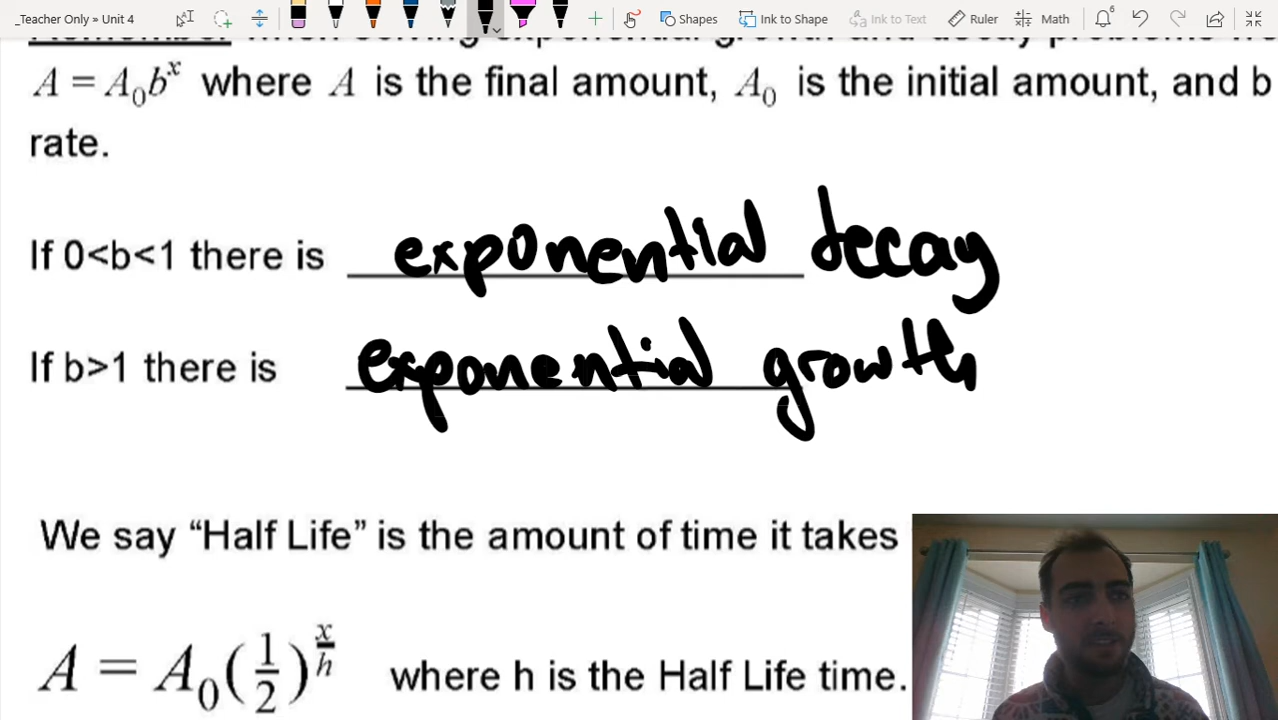 _Teacher Only » Unit 4 Shapes Ink to Shape Ink to Text Ruler Math 6
A = A₀bˣ where A is the final amount, A₀ is the initial amount, and b
rate.
If 0<b<1 there is exponential decay
If b>1 there is exponential growth
We say “Half Life” is the amount of time it takes
A = A₀(1/2)^(x/h) where h is the Half Life time.